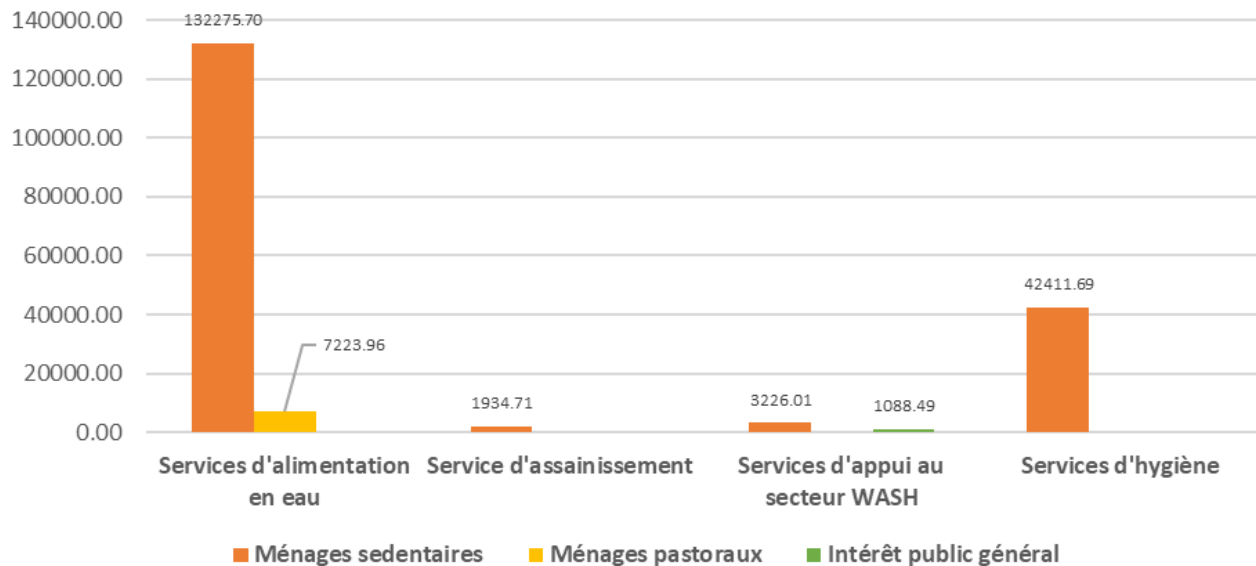 140000.00
132275.70
120000.00
100000.00
80000.00
60000.00
42411.69
40000.00
7223.96
20000.00
1934.71
3226.01
1088.49
0.00
Services d'alimentation en eau
Service d'assainissement
Services d'appui au secteur WASH
Services d'hygiène
Ménages sedentaires
Ménages pastoraux
Intérêt public général